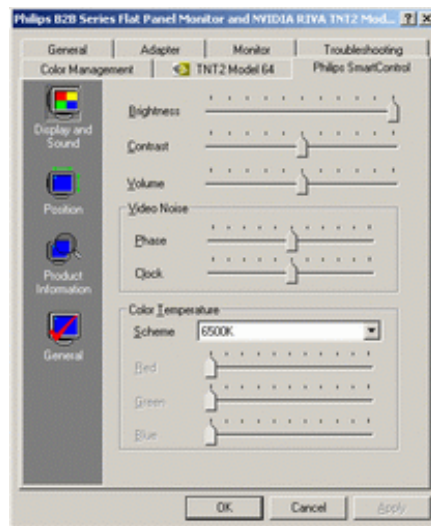 Philips B2B Series Flat Panel Monitor and NVIDIA RIVA TNT2 Mod...
General Adapter Monitor Troubleshooting
Color Management TNT2 Model 64 Philips SmartControl
Display and
Sound
Position
Product
Information
General
Brightness
Contrast
Volume
Video Noise
Phase
Clock
Color Temperature
Scheme 6500K
Red
Green
Blue
OK Cancel Apply